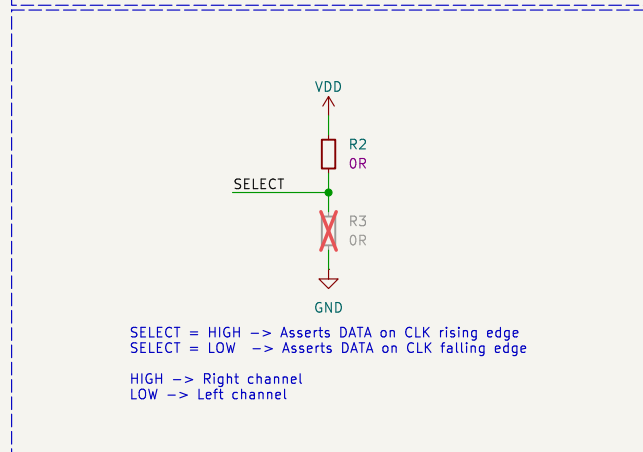 VDD
R2
0R
SELECT
R3
0R
GND
SELECT = HIGH -> Asserts DATA on CLK rising edge
SELECT = LOW  -> Asserts DATA on CLK falling edge
HIGH -> Right channel
LOW -> Left channel